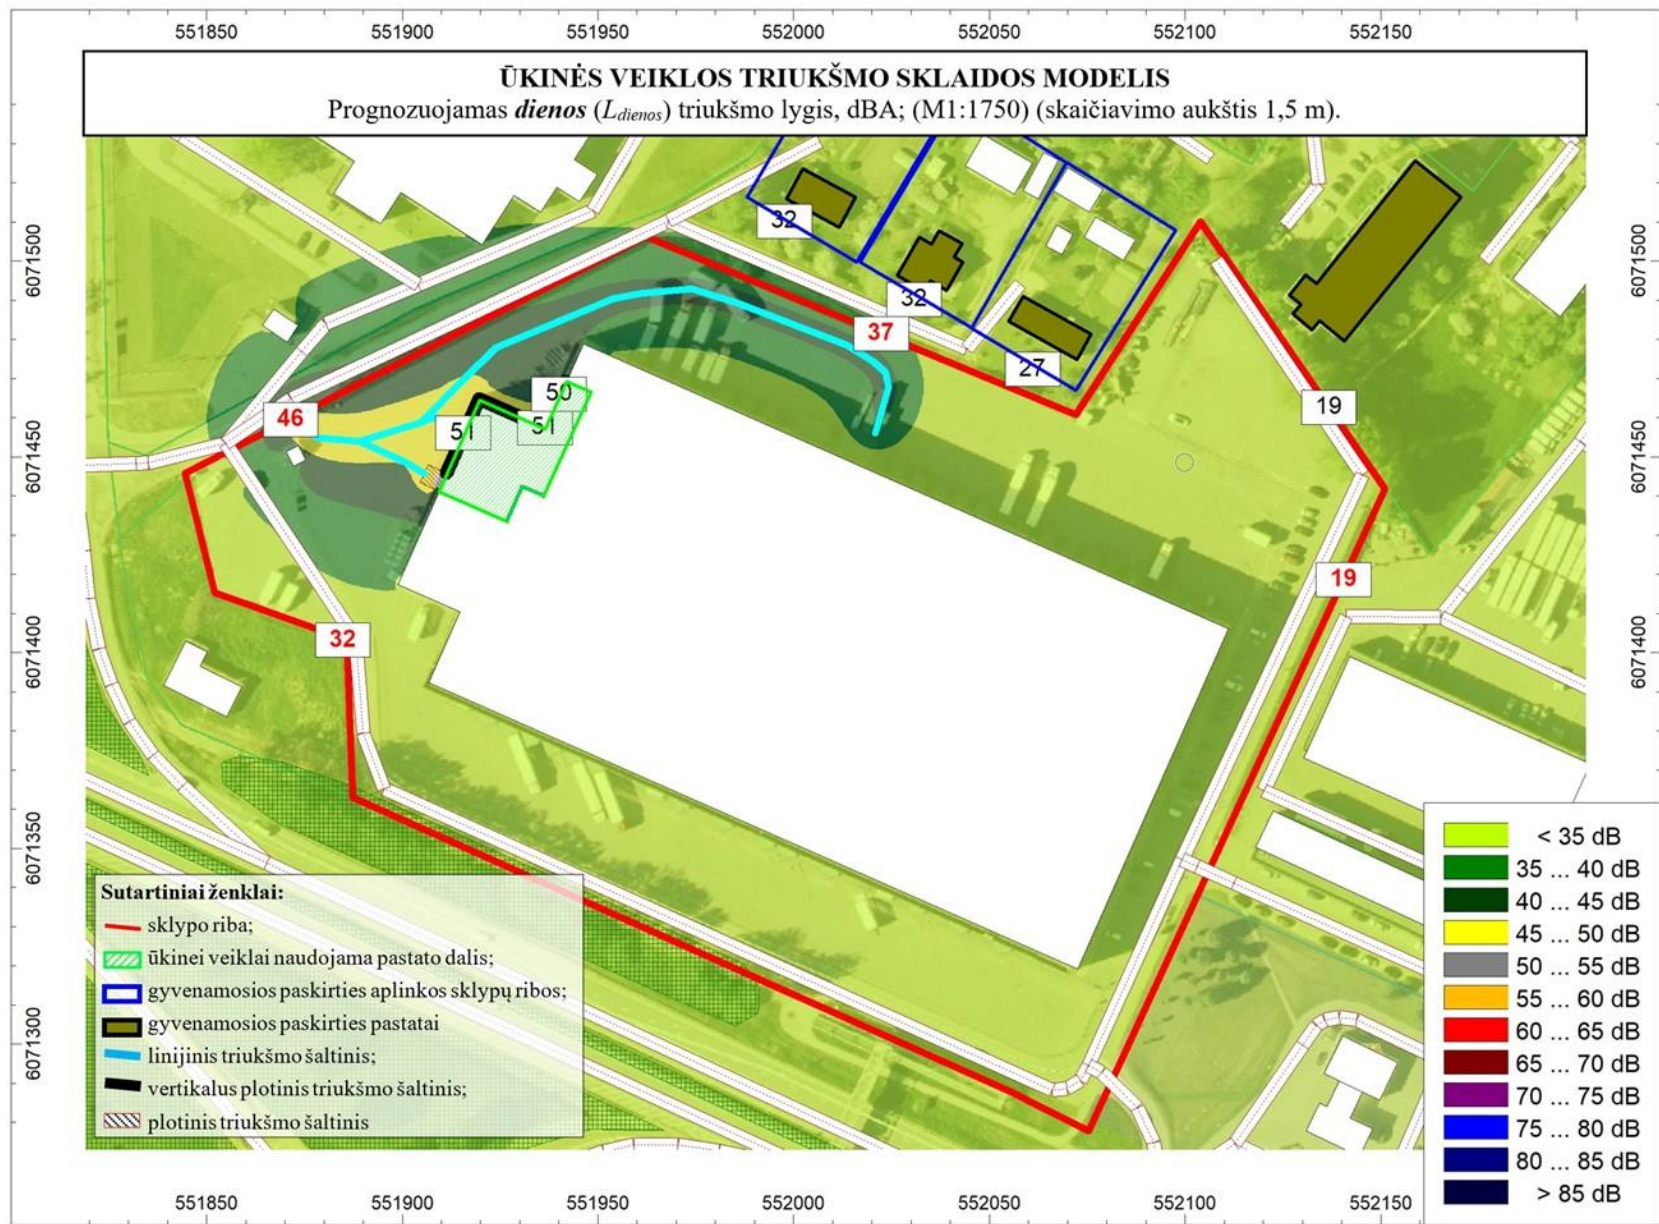 551850 551900 551950 552000 552050 552100 552150
ŪKINĖS VEIKLOS TRIUKŠMO SKLAIDOS MODELIS
Prognozuojamas dienos (Ldienos) triukšmo lygis, dBA; (M1:1750) (skaičiavimo aukštis 1,5 m).
6071500
6071450
6071400
6071350
6071300
32
32
27
37
46
50
51
51
19
19
32
6071500
6071450
6071400
Sutartiniai ženklai:
sklypo riba;
ūkinei veiklai naudojama pastato dalis;
gyvenamosios paskirties aplinkos sklypų ribos;
gyvenamosios paskirties pastatai
linijinis triukšmo šaltinis;
vertikalus plotinis triukšmo šaltinis;
plotinis triukšmo šaltinis
< 35 dB
35 ... 40 dB
40 ... 45 dB
45 ... 50 dB
50 ... 55 dB
55 ... 60 dB
60 ... 65 dB
65 ... 70 dB
70 ... 75 dB
75 ... 80 dB
80 ... 85 dB
> 85 dB
551850 551900 551950 552000 552050 552100 552150